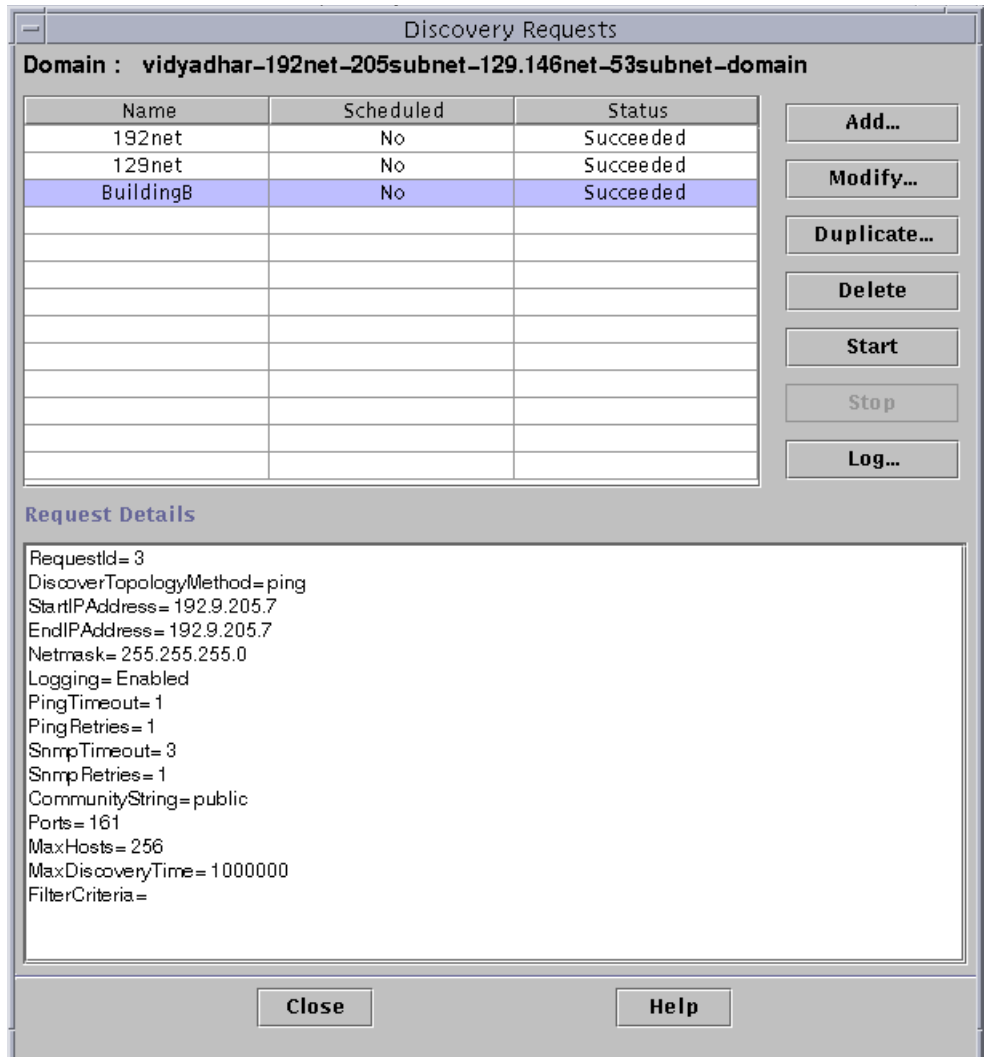 Discovery Requests
Domain : vidyadhar-192net-205subnet-129.146net-53subnet-domain
Name Scheduled Status
192net No Succeeded
129net No Succeeded
BuildingB No Succeeded
Add...
Modify...
Duplicate...
Delete
Start
Stop
Log...
Request Details
RequestId= 3
DiscoverTopologyMethod= ping
StartIPAddress= 192.9.205.7
EndIPAddress= 192.9.205.7
Netmask= 255.255.255.0
Logging= Enabled
PingTimeout= 1
PingRetries= 1
SnmpTimeout= 3
SnmpRetries= 1
CommunityString= public
Ports= 161
MaxHosts= 256
MaxDiscoveryTime= 1000000
FilterCriteria=
Close Help